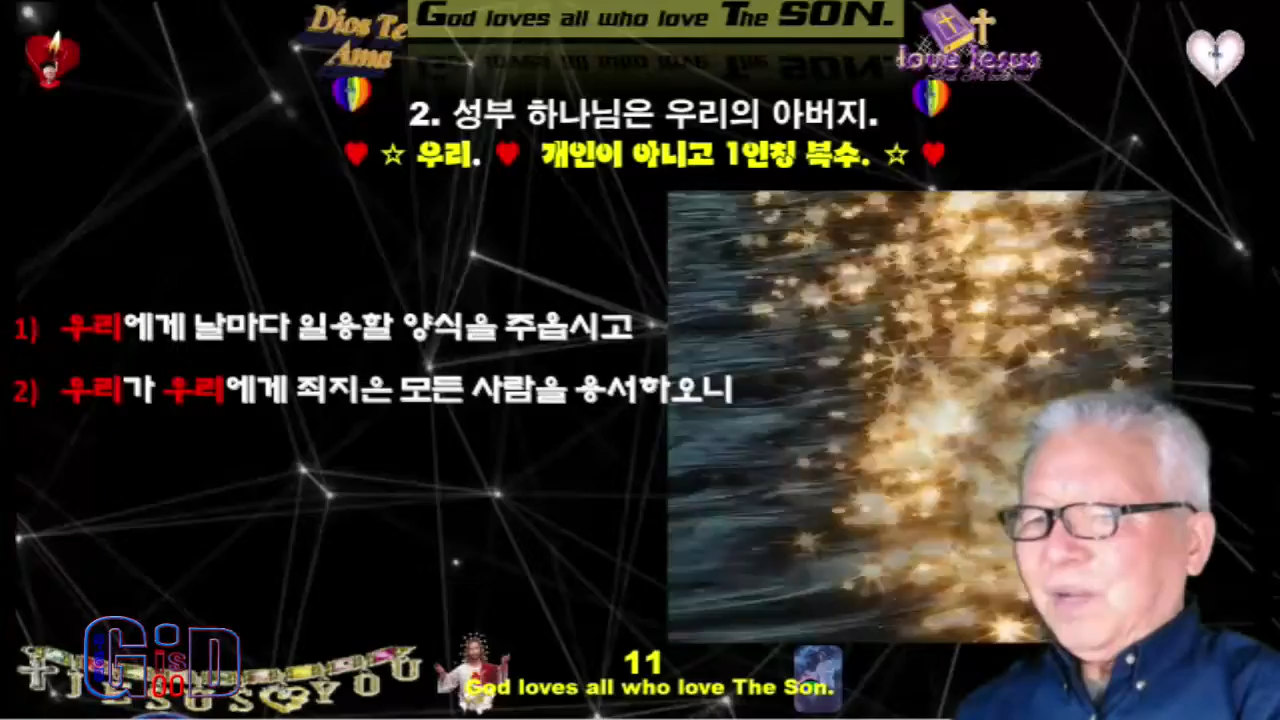 Dios Te
Ama
God loves all who love The SON.
love Jesus
2. 성부 하나님은 우리의 아버지.
♥ ☆ 우리. ♥ 개인이 아니고 1인칭 복수. ☆ ♥
1) 우리에게 날마다 일용할 양식을 주옵시고
2) 우리가 우리에게 죄지은 모든 사람을 용서하오니
GisD
JESUS YOU
11
God loves all who love The Son.